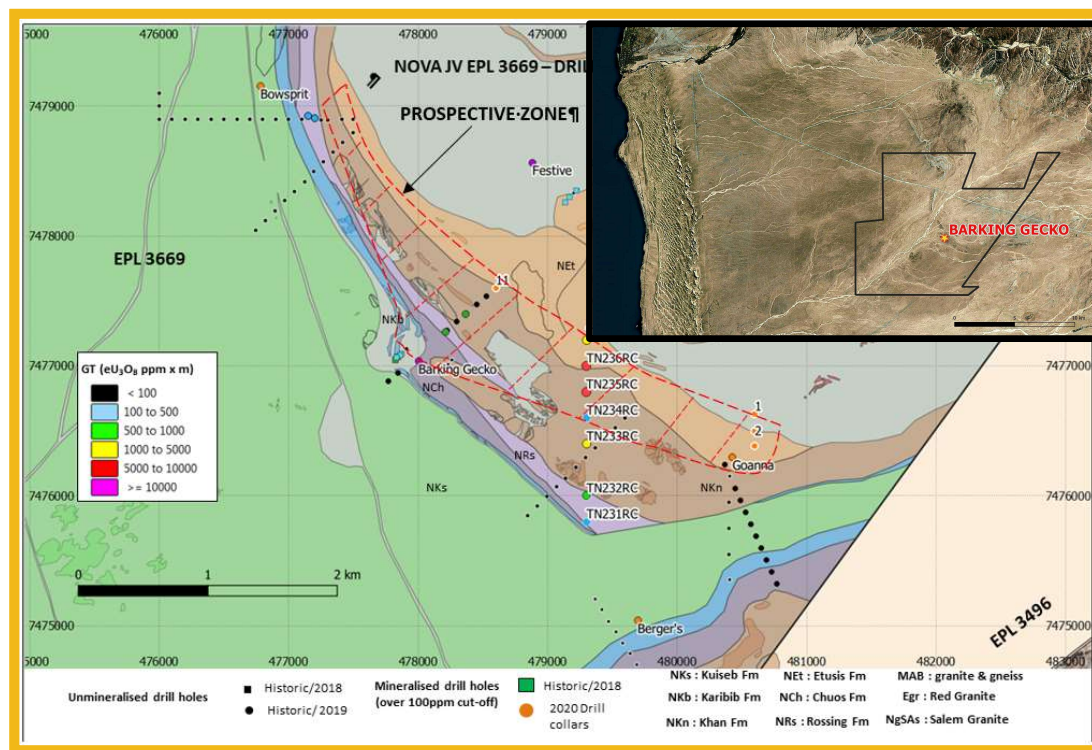 5000 476000 477000 478000 479000
NOVA JV EPL 3669 – DRIL
PROSPECTIVE·ZONE¶
7479000
7478000
7477000
7476000
7475000
Bowsprit
Festive
EPL 3669
NEt
11
NKb
Barking Gecko
NCh
TN236RC
TN235RC
TN234RC
TN233RC
TN232RC
TN231RC
1
2
Goanna
NKn
NRs
NKs
Berger's
BARKING GECKO
GT (eU₃O₈ ppm x m)
< 100
100 to 500
500 to 1000
1000 to 5000
5000 to 10000
>= 10000
0 1 2 km
7477000
7476000
7475000
EPL 3496
5000 476000 477000 478000 479000 480000 481000 482000 483000
Unmineralised drill holes
Historic/2018
Historic/2019
Mineralised drill holes
(over 100ppm cut-off)
Historic/2018
2020 Drill
collars
NKs : Kuiseb Fm NEt : Etusis Fm MAB : granite & gneiss
NKb : Karibib Fm NCh : Chuos Fm Egr : Red Granite
NKn : Khan Fm NRs : Rossing Fm NgSAs : Salem Granite